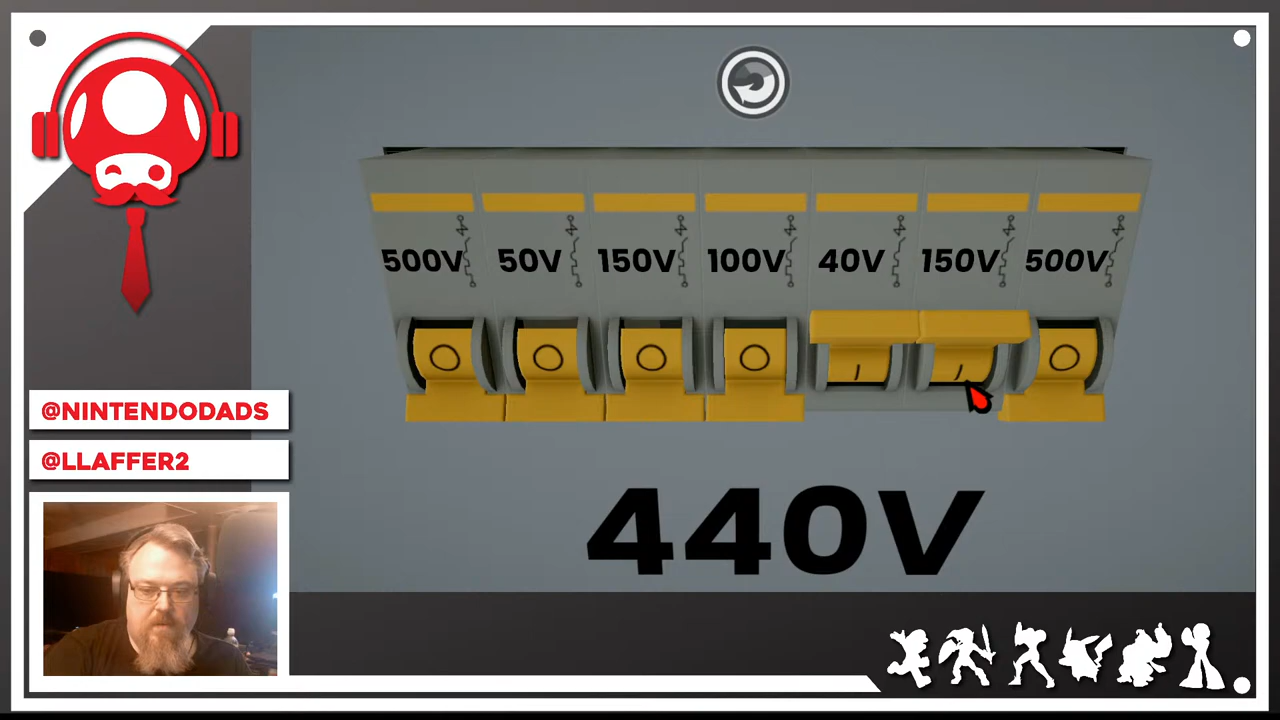 500V 50V 150V 100V 40V 150V 500V
O O O O I I O
440V
@NINTENDODADS
@LLAFFER2